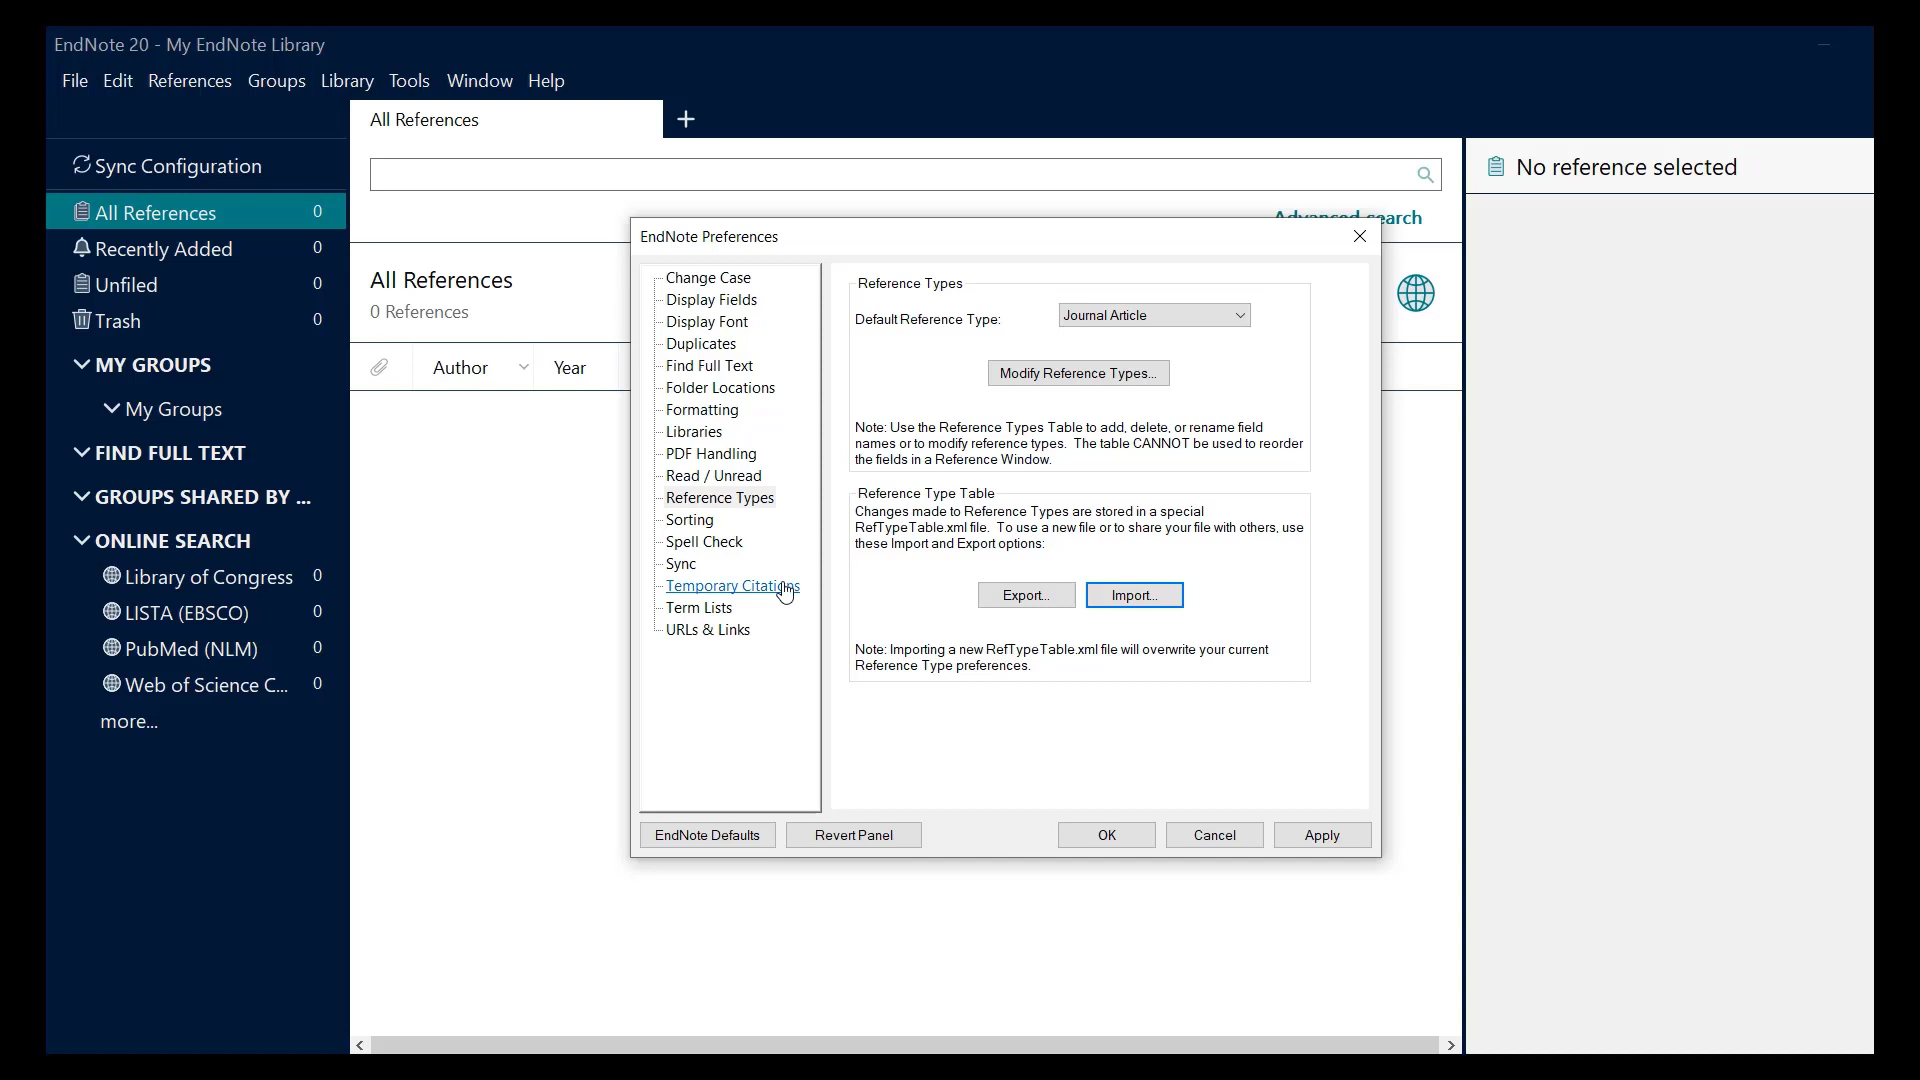 EndNote 20 - My EndNote Library
File Edit References Groups Library Tools Window Help
All References
Sync Configuration
All References 0
Recently Added 0
Unfiled 0
Trash 0
MY GROUPS
My Groups
FIND FULL TEXT
GROUPS SHARED BY ...
ONLINE SEARCH
Library of Congress 0
LISTA (EBSCO) 0
PubMed (NLM) 0
Web of Science C... 0
more...
Advanced search
All References
0 References
Author Year
No reference selected
EndNote Preferences
Change Case
Display Fields
Display Font
Duplicates
Find Full Text
Folder Locations
Formatting
Libraries
PDF Handling
Read / Unread
Reference Types
Sorting
Spell Check
Sync
Temporary Citations
Term Lists
URLs & Links
Reference Types
Default Reference Type: Journal Article
Modify Reference Types...
Note: Use the Reference Types Table to add, delete, or rename field
names or to modify reference types. The table CANNOT be used to reorder
the fields in a Reference Window.
Reference Type Table
Changes made to Reference Types are stored in a special
RefTypeTable.xml file. To use a new file or to share your file with others, use
these Import and Export options:
Export... Import...
Note: Importing a new RefTypeTable.xml file will overwrite your current
Reference Type preferences.
EndNote Defaults Revert Panel OK Cancel Apply